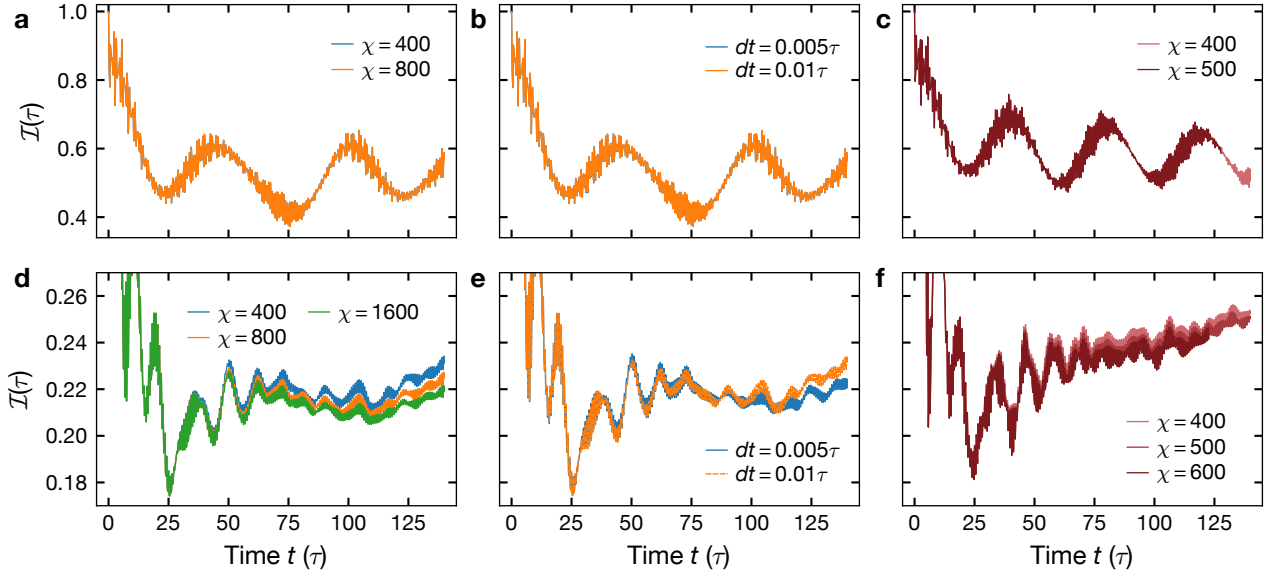 a
1.0
0.8
0.6
0.4
ℐ(τ)
χ = 400
χ = 800
b
dt = 0.005τ
dt = 0.01τ
c
χ = 400
χ = 500
d
0.26
0.24
0.22
0.20
0.18
ℐ(τ)
χ = 400 χ = 1600
χ = 800
0 25 50 75 100 125
Time t (τ)
e
dt = 0.005τ
dt = 0.01τ
0 25 50 75 100 125
Time t (τ)
f
χ = 400
χ = 500
χ = 600
0 25 50 75 100 125
Time t (τ)